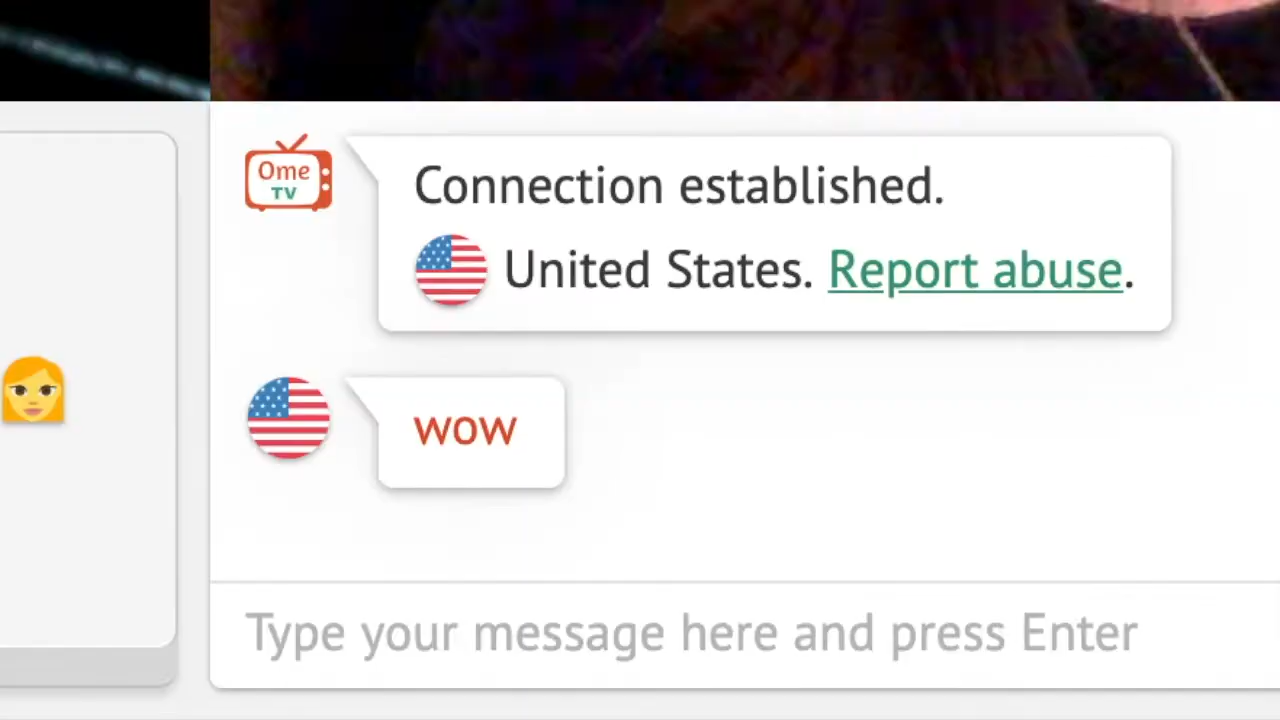 Ome
TV
Connection established.
United States. Report abuse.
wow
Type your message here and press Enter